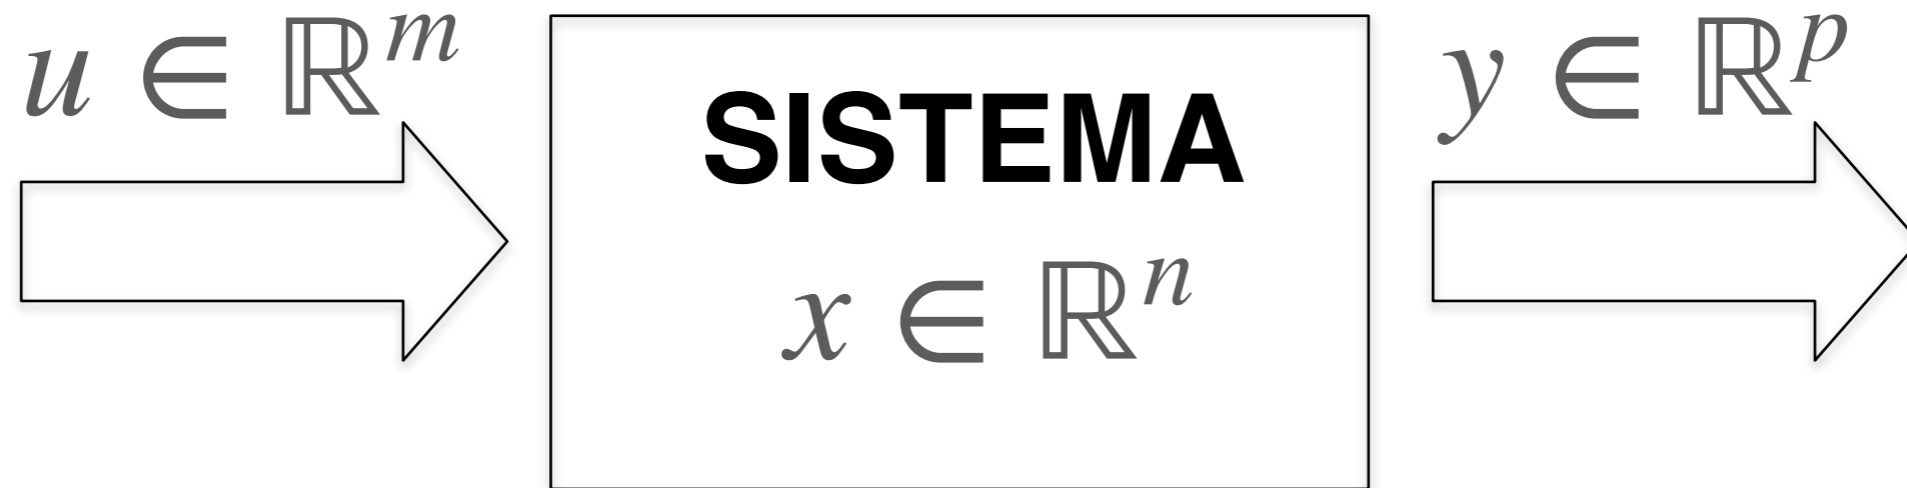 u ∈ ℝ^m
SISTEMA
x ∈ ℝ^n
y ∈ ℝ^p